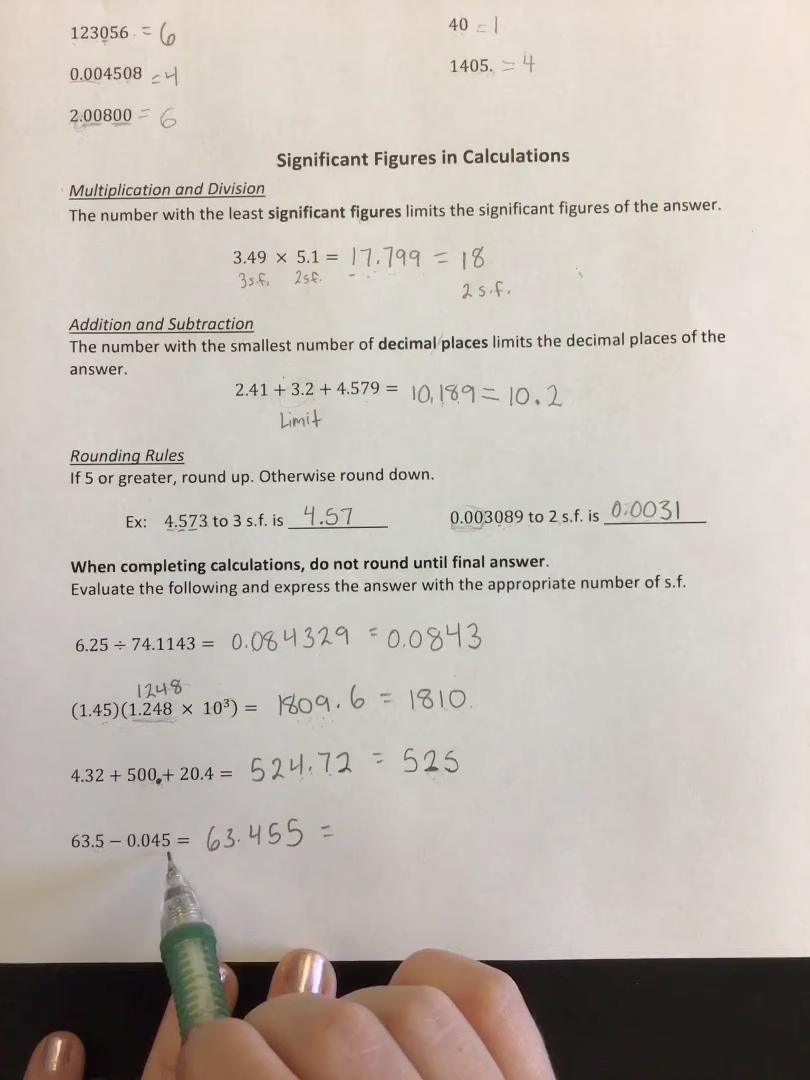 123056 = 6
40 = 1
0.004508 = 4
1405. = 4
2.00800 = 6
Significant Figures in Calculations
Multiplication and Division
The number with the least significant figures limits the significant figures of the answer.
3.49 × 5.1 = 17.799 = 18
3 s.f. 2 s.f. 2 s.f.
Addition and Subtraction
The number with the smallest number of decimal places limits the decimal places of the
answer.
2.41 + 3.2 + 4.579 = 10,189 = 10.2
Limit
Rounding Rules
If 5 or greater, round up. Otherwise round down.
Ex: 4.573 to 3 s.f. is 4.57
0.003089 to 2 s.f. is 0.0031
When completing calculations, do not round until final answer.
Evaluate the following and express the answer with the appropriate number of s.f.
6.25 ÷ 74.1143 = 0.084329 = 0.0843
1248
(1.45)(1.248 × 10³) = 1809.6 = 1810
4.32 + 500. + 20.4 = 524.72 = 525
63.5 − 0.045 = 63.455 =